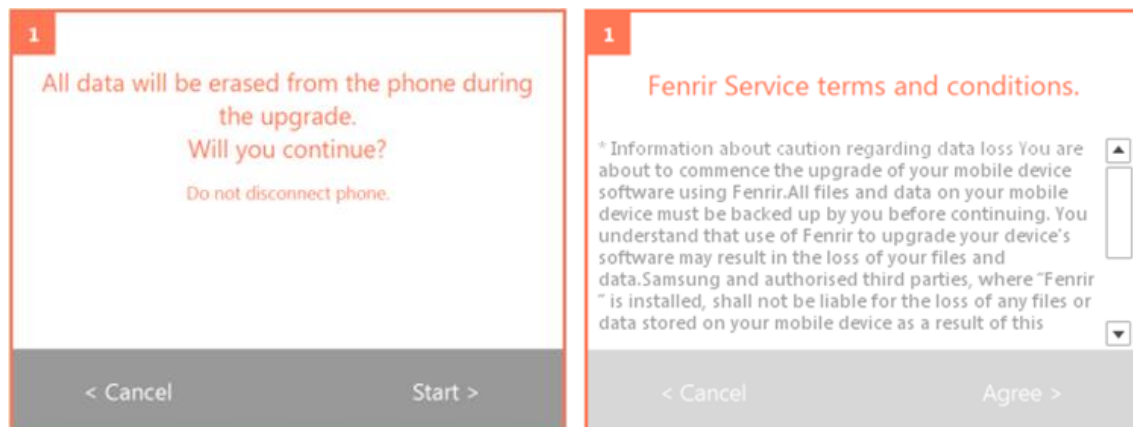 1
All data will be erased from the phone during
the upgrade.
Will you continue?
Do not disconnect phone.
< Cancel
Start >
1
Fenrir Service terms and conditions.
* Information about caution regarding data loss You are
about to commence the upgrade of your mobile device
software using Fenrir.All files and data on your mobile
device must be backed up by you before continuing. You
understand that use of Fenrir to upgrade your device's
software may result in the loss of your files and
data.Samsung and authorised third parties, where "Fenrir
" is installed, shall not be liable for the loss of any files or
data stored on your mobile device as a result of this
< Cancel
Agree >